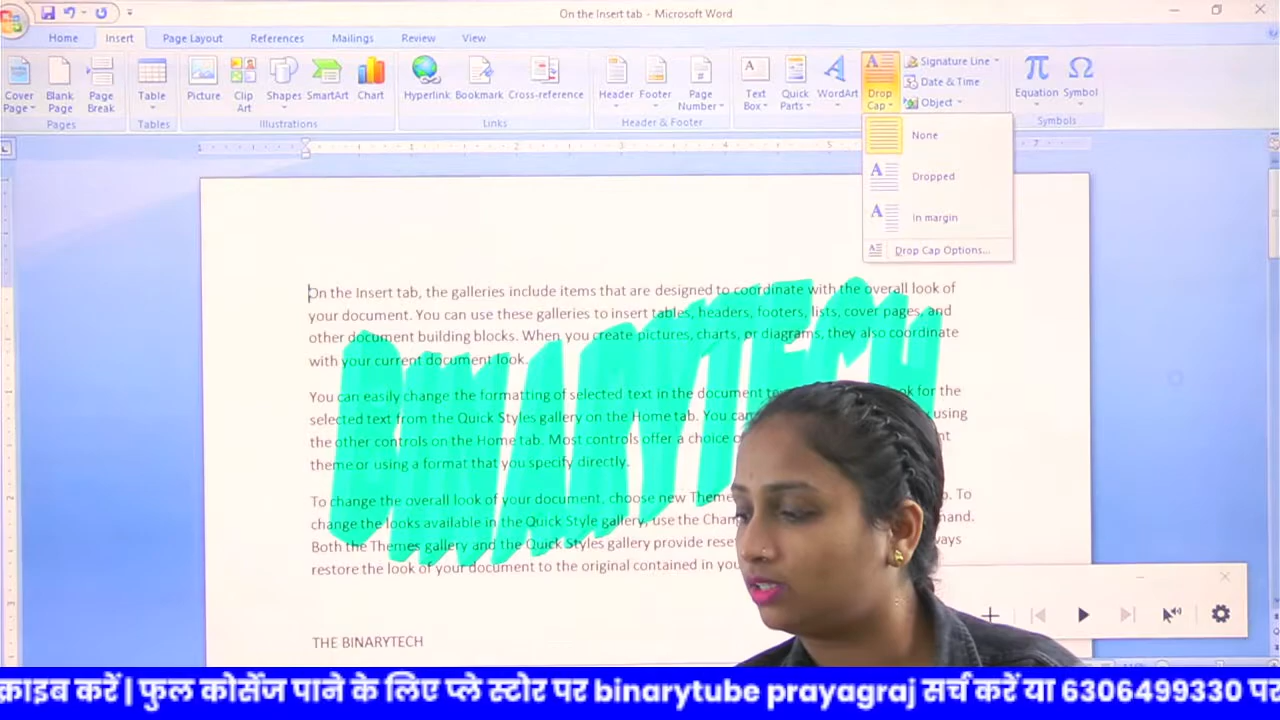 On the Insert tab - Microsoft Word
Home Insert Page Layout References Mailings Review View
Cover Page
Blank Page
Page Break
Table
Picture
Clip Art
Shapes
SmartArt
Chart
Hyperlink
Bookmark
Cross-reference
Header
Footer
Page Number
Text Box
Quick Parts
WordArt
Drop Cap
Signature Line
Date & Time
Object
Equation
Symbol
Pages
Tables
Illustrations
Links
Header & Footer
Symbols
None
Dropped
In margin
Drop Cap Options...
On the Insert tab, the galleries include items that are designed to coordinate with the overall look of
your document. You can use these galleries to insert tables, headers, footers, lists, cover pages, and
other document building blocks. When you create pictures, charts, or diagrams, they also coordinate
with your current document look.
You can easily change the formatting of selected text in the document for the
selected text from the Quick Styles gallery on the Home tab. You can using
the other controls on the Home tab. Most controls offer a choice
theme or using a format that you specify directly.
To change the overall look of your document, choose new To
change the looks available in the Quick Style gallery, use the
Both the Themes gallery and the Quick Styles gallery provide
restore the look of your document to the original contained in
BINARYTECH
THE BINARYTECH
करें | फुल कोर्सेज पाने के लिए प्ले स्टोर पर binarytube prayagraj सर्च करें या 6306499330 पर